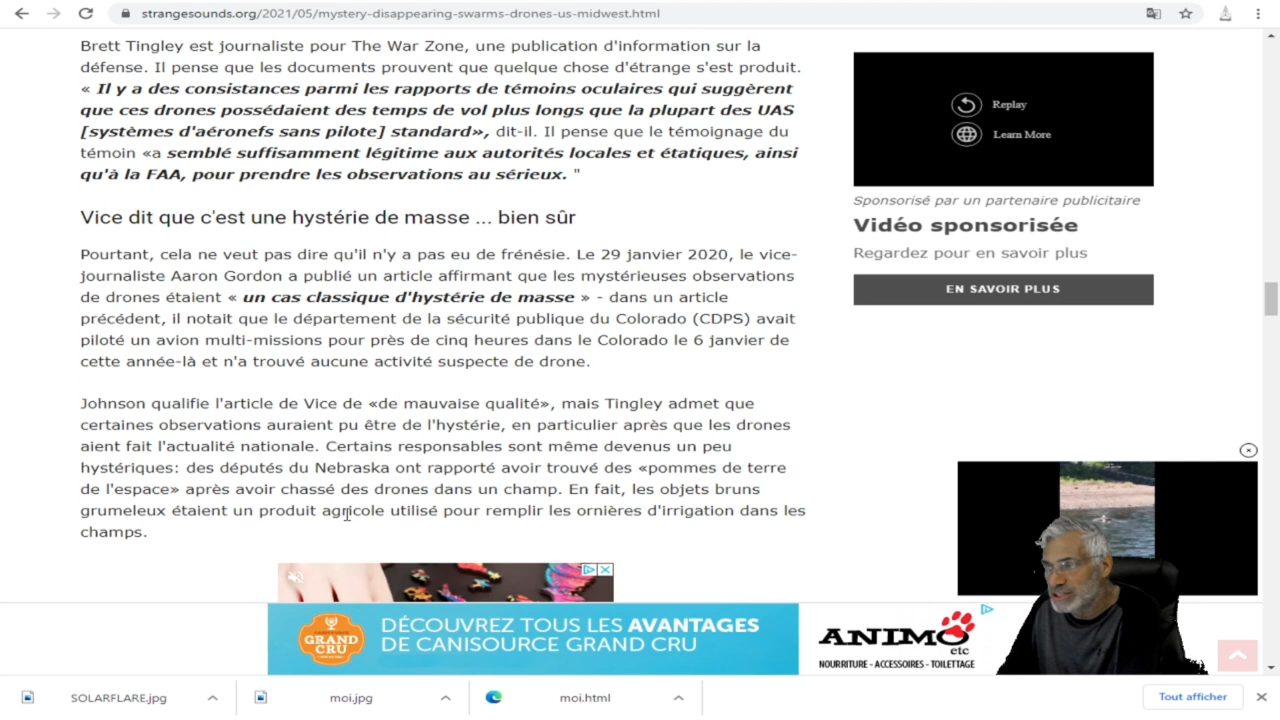 strangesounds.org/2021/05/mystery-disappearing-swarms-drones-us-midwest.html
Brett Tingley est journaliste pour The War Zone, une publication d'information sur la
défense. Il pense que les documents prouvent que quelque chose d'étrange s'est produit.
« Il y a des consistances parmi les rapports de témoins oculaires qui suggèrent
que ces drones possédaient des temps de vol plus longs que la plupart des UAS
[systèmes d'aéronefs sans pilote] standard», dit-il. Il pense que le témoignage du
témoin «a semblé suffisamment légitime aux autorités locales et étatiques, ainsi
qu'à la FAA, pour prendre les observations au sérieux. "
Vice dit que c'est une hystérie de masse ... bien sûr
Pourtant, cela ne veut pas dire qu'il n'y a pas eu de frénésie. Le 29 janvier 2020, le vice-
journaliste Aaron Gordon a publié un article affirmant que les mystérieuses observations
de drones étaient « un cas classique d'hystérie de masse » - dans un article
précédent, il notait que le département de la sécurité publique du Colorado (CDPS) avait
piloté un avion multi-missions pour près de cinq heures dans le Colorado le 6 janvier de
cette année-là et n'a trouvé aucune activité suspecte de drone.
Johnson qualifie l'article de Vice de «de mauvaise qualité», mais Tingley admet que
certaines observations auraient pu être de l'hystérie, en particulier après que les drones
aient fait l'actualité nationale. Certains responsables sont même devenus un peu
hystériques: des députés du Nebraska ont rapporté avoir trouvé des «pommes de terre
de l'espace» après avoir chassé des drones dans un champ. En fait, les objets bruns
grumeleux étaient un produit agricole utilisé pour remplir les ornières d'irrigation dans les
champs.
Replay
Learn More
Sponsorisé par un partenaire publicitaire
Vidéo sponsorisée
Regardez pour en savoir plus
EN SAVOIR PLUS
GRAND
CRU
DÉCOUVREZ TOUS LES AVANTAGES
DE CANISOURCE GRAND CRU
ANIMO
etc
NOURRITURE - ACCESSOIRES - TOILETTAGE
SOLARFLARE.jpg
moi.jpg
moi.html
Tout afficher